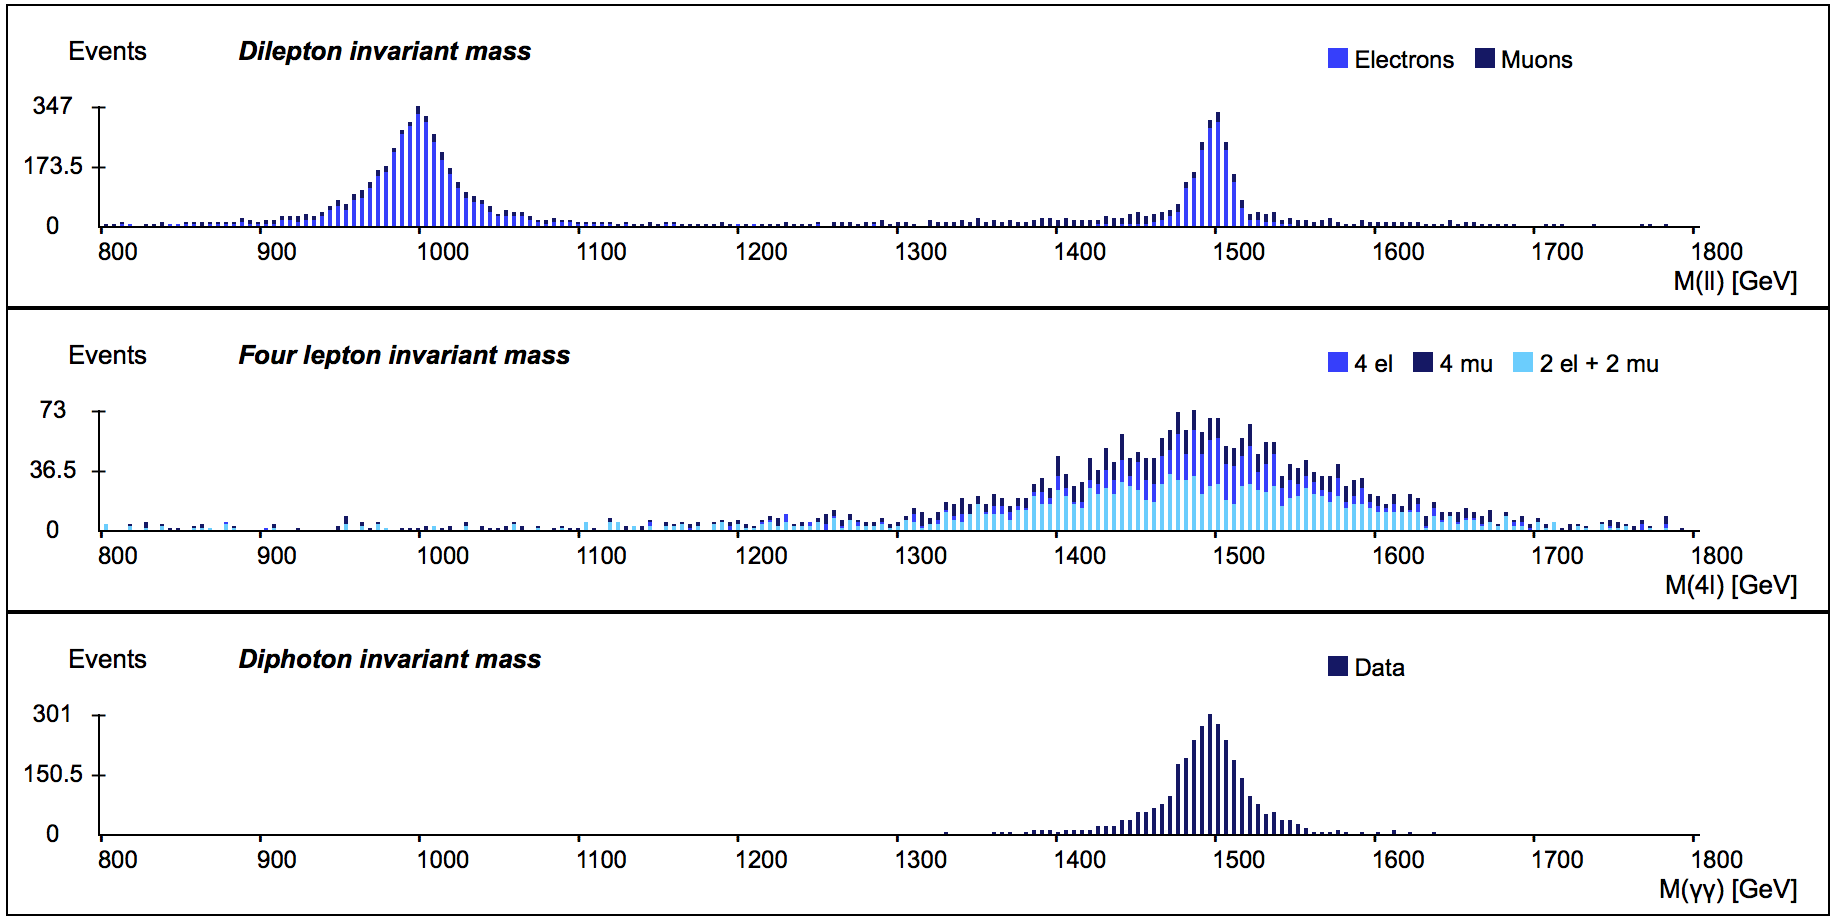 Events Dilepton invariant mass Electrons Muons
347
173.5
0
800 900 1000 1100 1200 1300 1400 1500 1600 1700 1800
M(ll) [GeV]
Events Four lepton invariant mass 4 el 4 mu 2 el + 2 mu
73
36.5
0
800 900 1000 1100 1200 1300 1400 1500 1600 1700 1800
M(4l) [GeV]
Events Diphoton invariant mass Data
301
150.5
0
800 900 1000 1100 1200 1300 1400 1500 1600 1700 1800
M(γγ) [GeV]